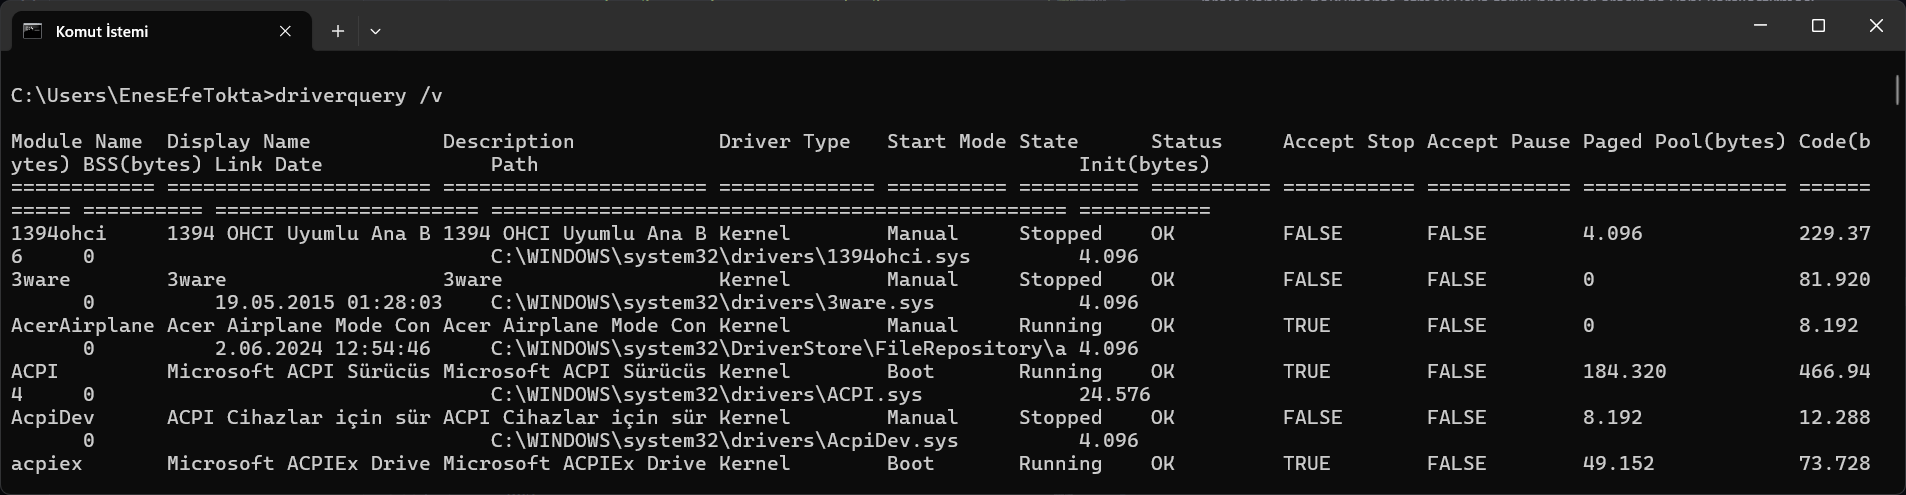 Komut İstemi
C:\Users\EnesEfeTokta>driverquery /v
Module Name  Display Name           Description            Driver Type   Start Mode State      Status     Accept Stop Accept Pause Paged Pool(bytes) Code(b
ytes) BSS(bytes) Link Date              Path                                             Init(bytes)
============ ====================== ====================== ============= ========== ========== ========== =========== ============ ================= ======
===== ========== ====================== ================================================ ===========
1394ohci     1394 OHCI Uyumlu Ana B 1394 OHCI Uyumlu Ana B Kernel        Manual     Stopped    OK         FALSE       FALSE        4.096             229.37
6     0                                 C:\WINDOWS\system32\drivers\1394ohci.sys         4.096
3ware        3ware                  3ware                  Kernel        Manual     Stopped    OK         FALSE       FALSE        0                 81.920
      0          19.05.2015 01:28:03    C:\WINDOWS\system32\drivers\3ware.sys            4.096
AcerAirplane Acer Airplane Mode Con Acer Airplane Mode Con Kernel        Manual     Running    OK         TRUE        FALSE        0                 8.192
      0          2.06.2024 12:54:46     C:\WINDOWS\system32\DriverStore\FileRepository\a 4.096
ACPI         Microsoft ACPI Sürücüs Microsoft ACPI Sürücüs Kernel        Boot       Running    OK         TRUE        FALSE        184.320           466.94
4     0                                 C:\WINDOWS\system32\drivers\ACPI.sys             24.576
AcpiDev      ACPI Cihazlar için sür ACPI Cihazlar için sür Kernel        Manual     Stopped    OK         FALSE       FALSE        8.192             12.288
      0                                 C:\WINDOWS\system32\drivers\AcpiDev.sys          4.096
acpiex       Microsoft ACPIEx Drive Microsoft ACPIEx Drive Kernel        Boot       Running    OK         TRUE        FALSE        49.152            73.728